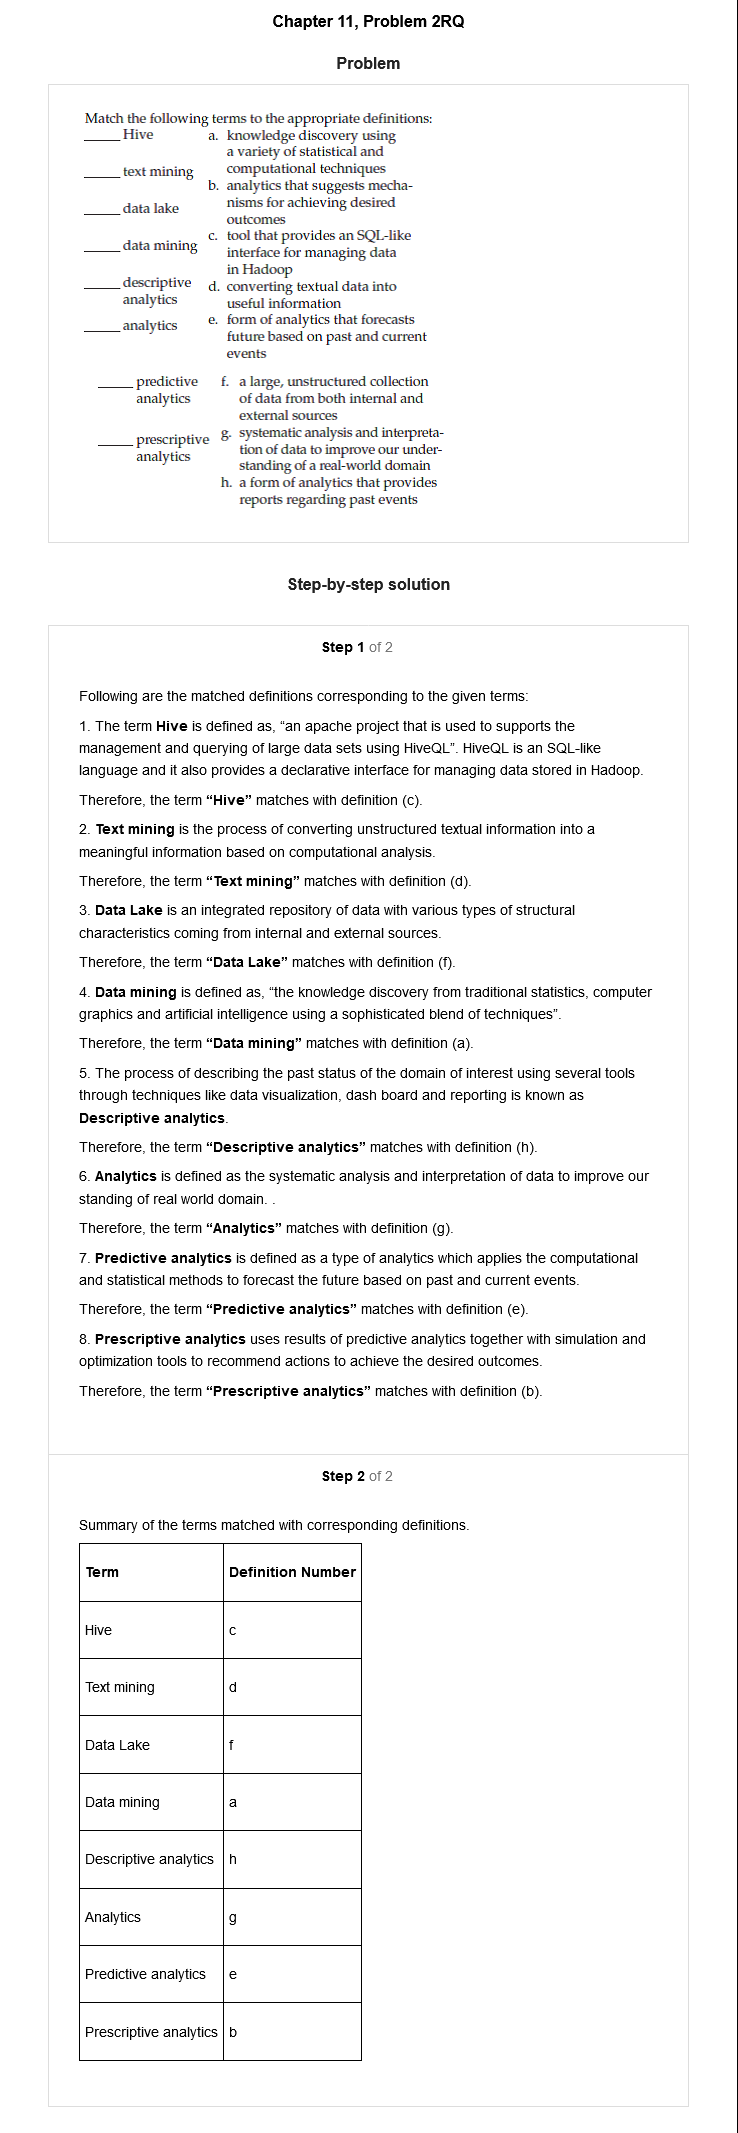 Chapter 11, Problem 2RQ
Problem
Match the following terms to the appropriate definitions:
_____ Hive
_____ text mining
_____ data lake
_____ data mining
_____ descriptive
analytics
_____ analytics
a. knowledge discovery using
a variety of statistical and
computational techniques
b. analytics that suggests mecha-
nisms for achieving desired
outcomes
c. tool that provides an SQL-like
interface for managing data
in Hadoop
d. converting textual data into
useful information
e. form of analytics that forecasts
future based on past and current
events
_____ predictive
analytics
_____ prescriptive
analytics
f. a large, unstructured collection
of data from both internal and
external sources
g. systematic analysis and interpreta-
tion of data to improve our under-
standing of a real-world domain
h. a form of analytics that provides
reports regarding past events
Step-by-step solution
Step 1 of 2
Following are the matched definitions corresponding to the given terms:
1. The term Hive is defined as, “an apache project that is used to supports the
management and querying of large data sets using HiveQL”. HiveQL is an SQL-like
language and it also provides a declarative interface for managing data stored in Hadoop.
Therefore, the term “Hive” matches with definition (c).
2. Text mining is the process of converting unstructured textual information into a
meaningful information based on computational analysis.
Therefore, the term “Text mining” matches with definition (d).
3. Data Lake is an integrated repository of data with various types of structural
characteristics coming from internal and external sources.
Therefore, the term “Data Lake” matches with definition (f).
4. Data mining is defined as, “the knowledge discovery from traditional statistics, computer
graphics and artificial intelligence using a sophisticated blend of techniques”.
Therefore, the term “Data mining” matches with definition (a).
5. The process of describing the past status of the domain of interest using several tools
through techniques like data visualization, dash board and reporting is known as
Descriptive analytics.
Therefore, the term “Descriptive analytics” matches with definition (h).
6. Analytics is defined as the systematic analysis and interpretation of data to improve our
standing of real world domain. .
Therefore, the term “Analytics” matches with definition (g).
7. Predictive analytics is defined as a type of analytics which applies the computational
and statistical methods to forecast the future based on past and current events.
Therefore, the term “Predictive analytics” matches with definition (e).
8. Prescriptive analytics uses results of predictive analytics together with simulation and
optimization tools to recommend actions to achieve the desired outcomes.
Therefore, the term “Prescriptive analytics” matches with definition (b).
Step 2 of 2
Summary of the terms matched with corresponding definitions.
Term Definition Number
Hive c
Text mining d
Data Lake f
Data mining a
Descriptive analytics h
Analytics g
Predictive analytics e
Prescriptive analytics b